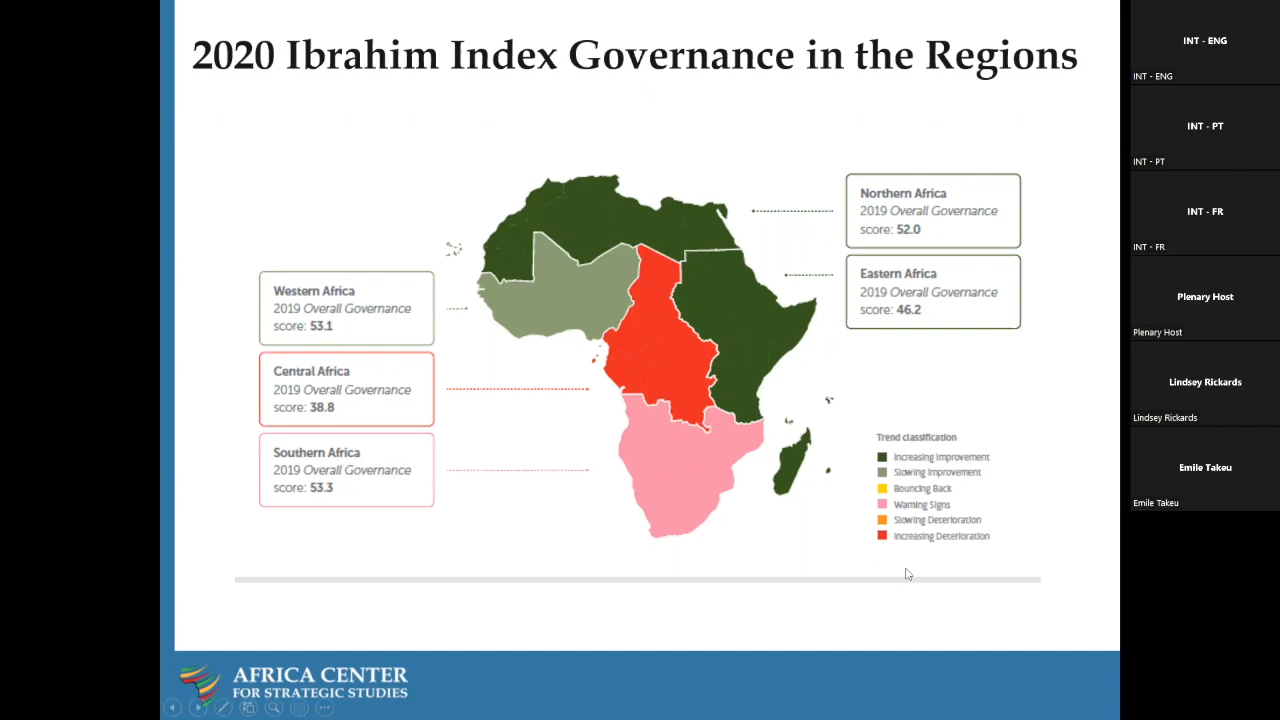 2020 Ibrahim Index Governance in the Regions
Northern Africa
2019 Overall Governance
score: 52.0
Eastern Africa
2019 Overall Governance
score: 46.2
Western Africa
2019 Overall Governance
score: 53.1
Central Africa
2019 Overall Governance
score: 38.8
Southern Africa
2019 Overall Governance
score: 53.3
Trend classification
Increasing Improvement
Slowing Improvement
Bouncing Back
Warning Signs
Slowing Deterioration
Increasing Deterioration
AFRICA CENTER
FOR STRATEGIC STUDIES
INT - ENG
INT - ENG
INT - PT
INT - PT
INT - FR
INT - FR
Plenary Host
Plenary Host
Lindsey Rickards
Lindsey Rickards
Emile Takeu
Emile Takeu